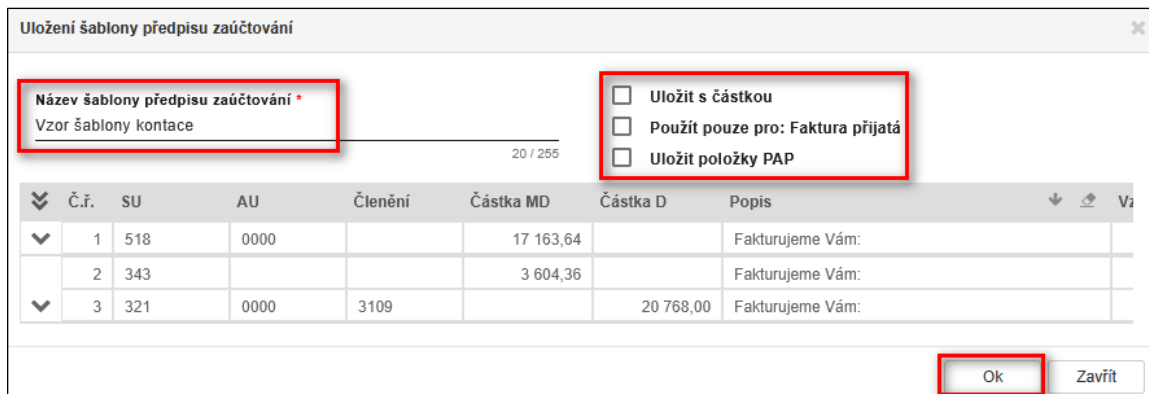 Uložení šablony předpisu zaúčtování
Název šablony předpisu zaúčtování *
Vzor šablony kontace
20 / 255
Uložit s částkou
Použít pouze pro: Faktura přijatá
Uložit položky PAP
Č.ř. SU AU Členění Částka MD Částka D Popis
1 518 0000 17 163,64 Fakturujeme Vám:
2 343 3 604,36 Fakturujeme Vám:
3 321 0000 3109 20 768,00 Fakturujeme Vám:
Ok Zavřít